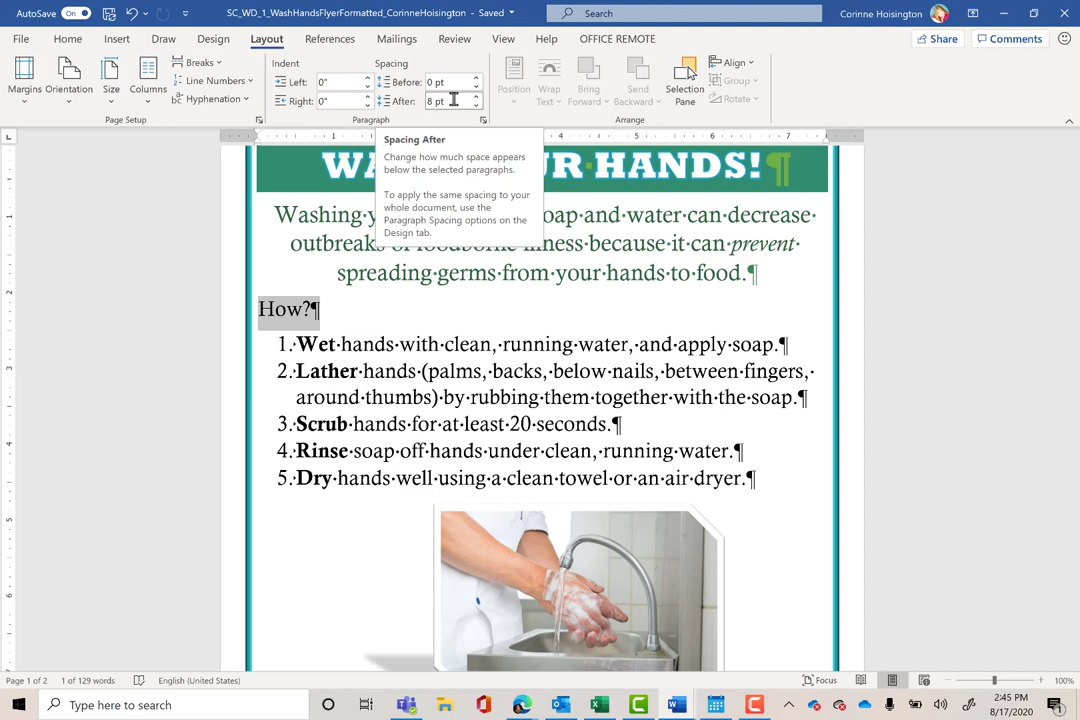 AutoSave On SC_WD_1_WashHandsFlyerFormatted_CorinneHoisington - Saved Search Corinne Hoisington
File Home Insert Draw Design Layout References Mailings Review View Help OFFICE REMOTE Share Comments
Margins Orientation Size Columns Breaks Line Numbers Hyphenation
Page Setup
Indent Spacing
Left: 0" Before: 0 pt
Right: 0" After: 8 pt
Paragraph
Position Wrap Text Bring Forward Send Backward Selection Pane Align Group Rotate
Arrange
Spacing After
Change how much space appears
below the selected paragraphs.
To apply the same spacing to your
whole document, use the
Paragraph Spacing options on the
Design tab.
1 4 5 6 7
UR·HANDS!¶
Washing· oap·and·water·can·decrease·
outbreaks· illness·because·it·can·prevent·
spreading·germs·from·your·hands·to·food.¶
How?¶
1.·Wet·hands·with·clean,·running·water,·and·apply·soap.¶
2.·Lather·hands·(palms,·backs,·below·nails,·between·fingers,·
around·thumbs)·by·rubbing·them·together·with·the·soap.¶
3.·Scrub·hands·for·at·least·20·seconds.¶
4.·Rinse·soap·off·hands·under·clean,·running·water.¶
5.·Dry·hands·well·using·a·clean·towel·or·an·air·dryer.¶
Page 1 of 2 1 of 129 words English (United States) Focus 100%
Type here to search 2:45 PM
8/17/2020 1